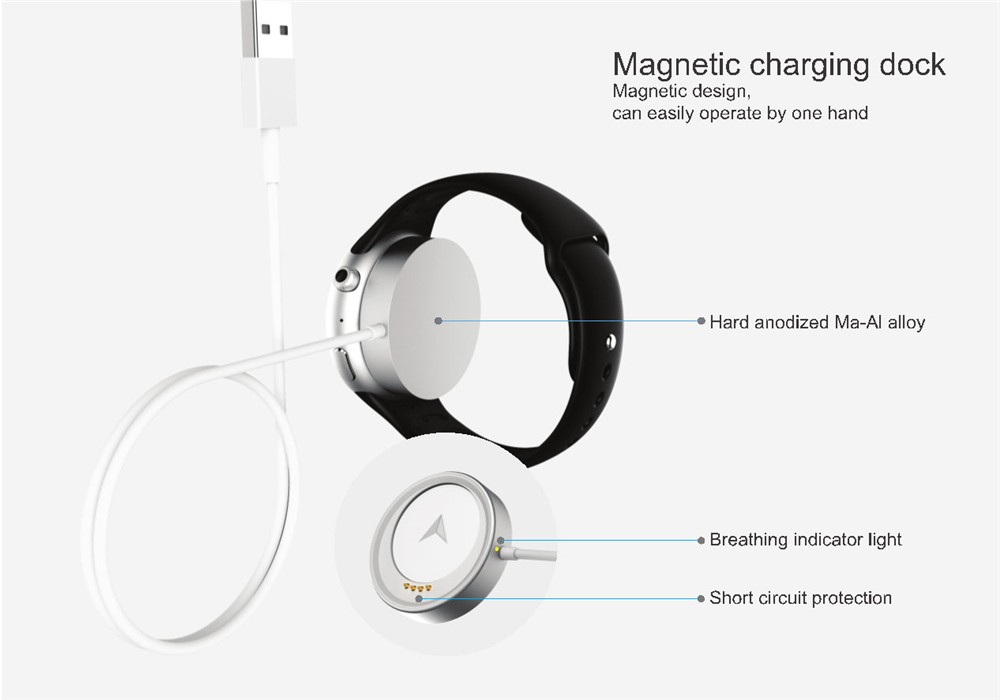 Magnetic charging dock
Magnetic design,
can easily operate by one hand
Hard anodized Ma-Al alloy
Breathing indicator light
Short circuit protection